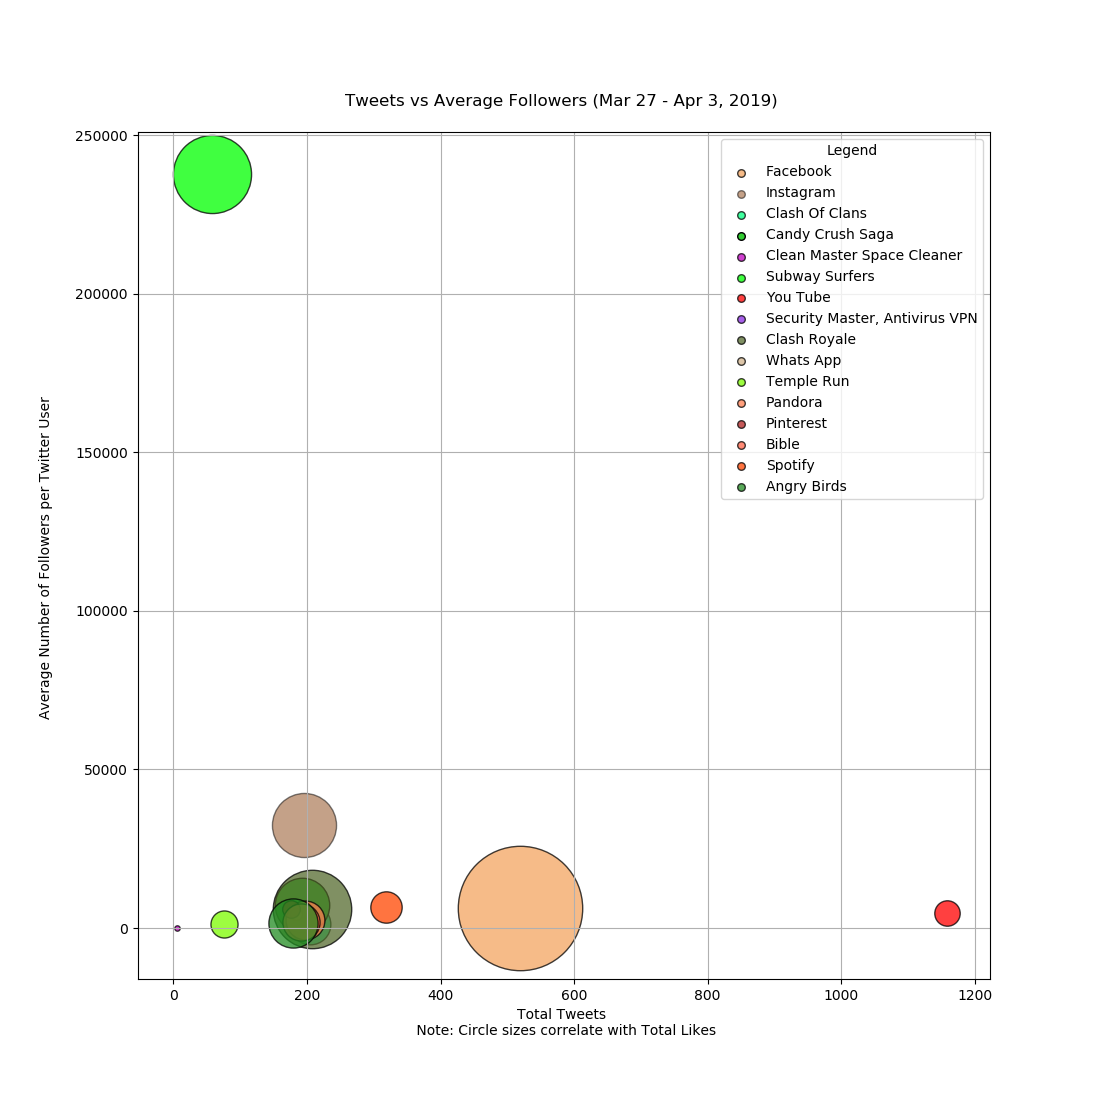 Tweets vs Average Followers (Mar 27 - Apr 3, 2019)
Legend
Facebook
Instagram
Clash Of Clans
Candy Crush Saga
Clean Master Space Cleaner
Subway Surfers
You Tube
Security Master, Antivirus VPN
Clash Royale
Whats App
Temple Run
Pandora
Pinterest
Bible
Spotify
Angry Birds
Average Number of Followers per Twitter User
250000
200000
150000
100000
50000
0
0 200 400 600 800 1000 1200
Total Tweets
Note: Circle sizes correlate with Total Likes